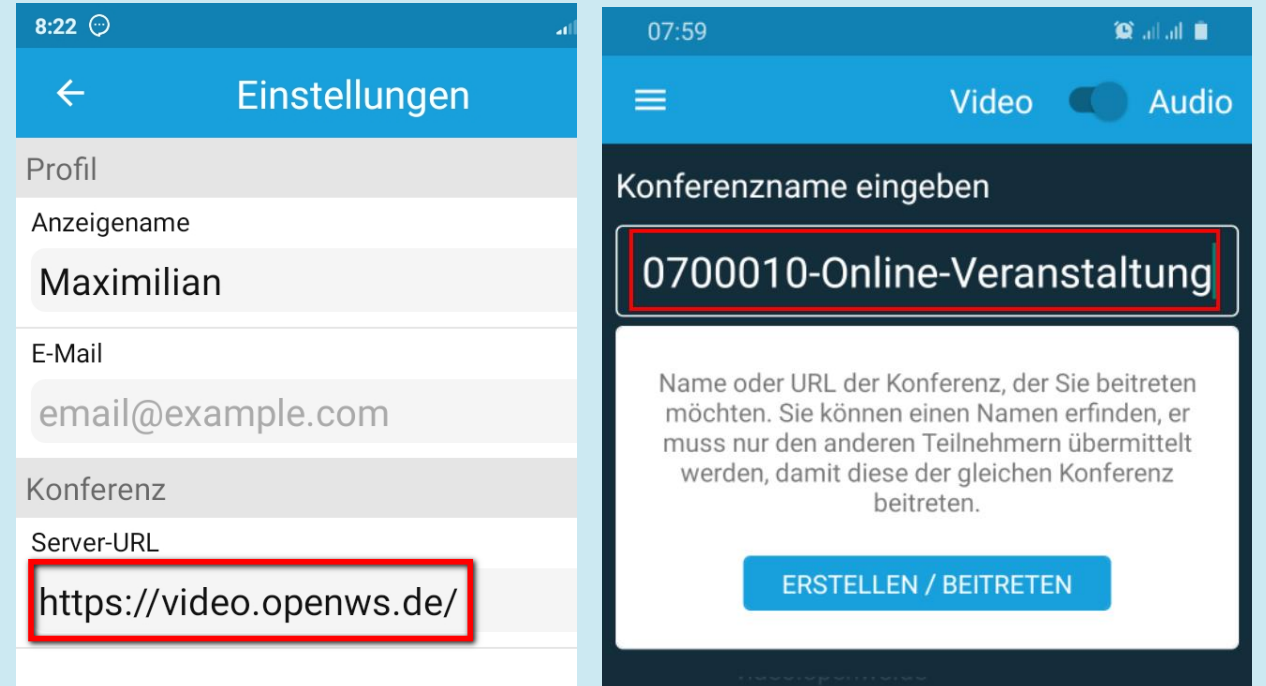 8:22
Einstellungen
Profil
Anzeigename
Maximilian
E-Mail
email@example.com
Konferenz
Server-URL
https://video.openws.de/
07:59
Video Audio
Konferenzname eingeben
0700010-Online-Veranstaltung
Name oder URL der Konferenz, der Sie beitreten
möchten. Sie können einen Namen erfinden, er
muss nur den anderen Teilnehmern übermittelt
werden, damit diese der gleichen Konferenz
beitreten.
ERSTELLEN / BEITRETEN